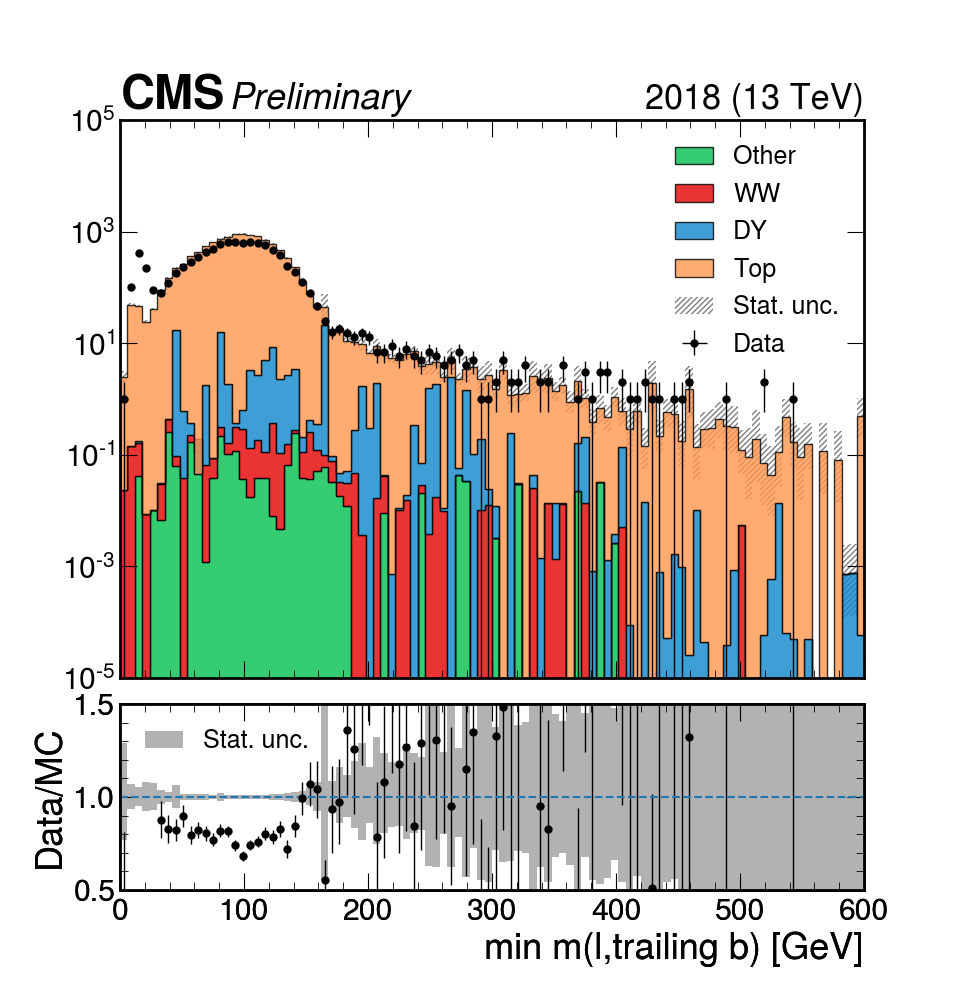 CMS Preliminary 2018 (13 TeV)
10^5
10^3
10^1
10^-1
10^-3
10^-5
Other
WW
DY
Top
Stat. unc.
Data
Data/MC
1.5
1.0
0.5
Stat. unc.
0 100 200 300 400 500 600
min m(l,trailing b) [GeV]